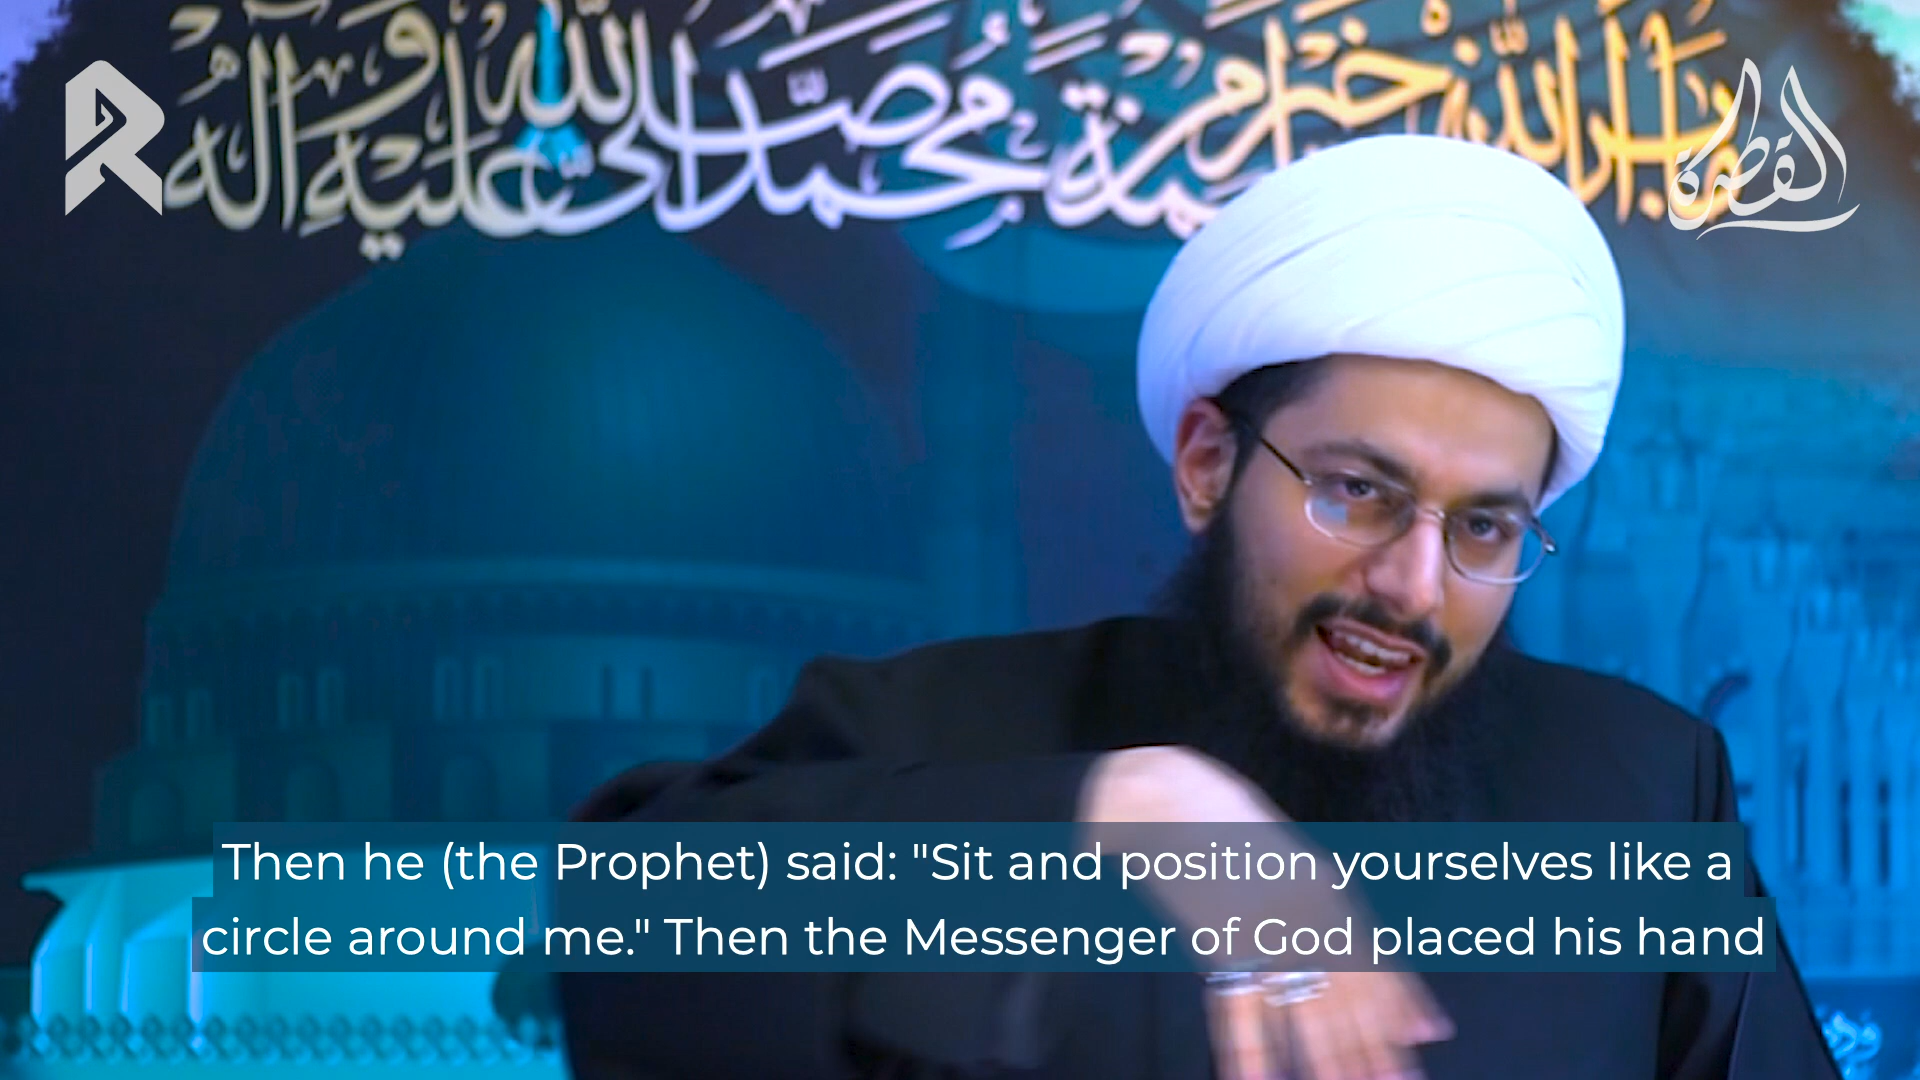 محمد صلى الله عليه وآله
القطرة
Then he (the Prophet) said: "Sit and position yourselves like a
circle around me." Then the Messenger of God placed his hand